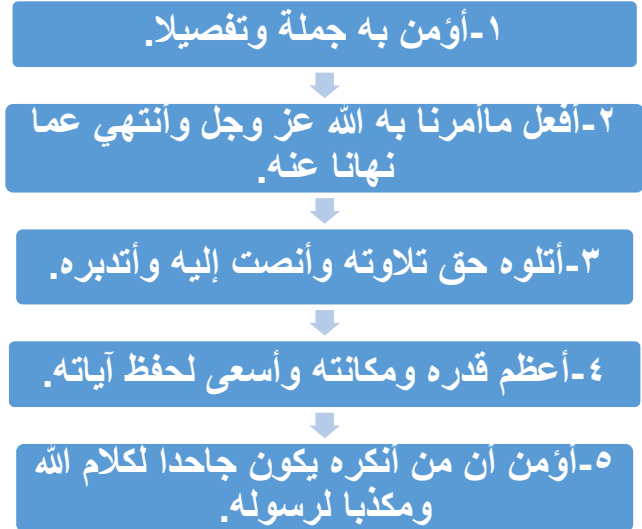 ١-أؤمن به جملة وتفصيلا.
٢-أفعل ماأمرنا به الله عز وجل وأنتهي عما
نهانا عنه.
٣-أتلوه حق تلاوته وأنصت إليه وأتدبره.
٤-أعظم قدره ومكانته وأسعى لحفظ آياته.
٥-أؤمن أن من أنكره يكون جاحدا لكلام الله
ومكذبا لرسوله.